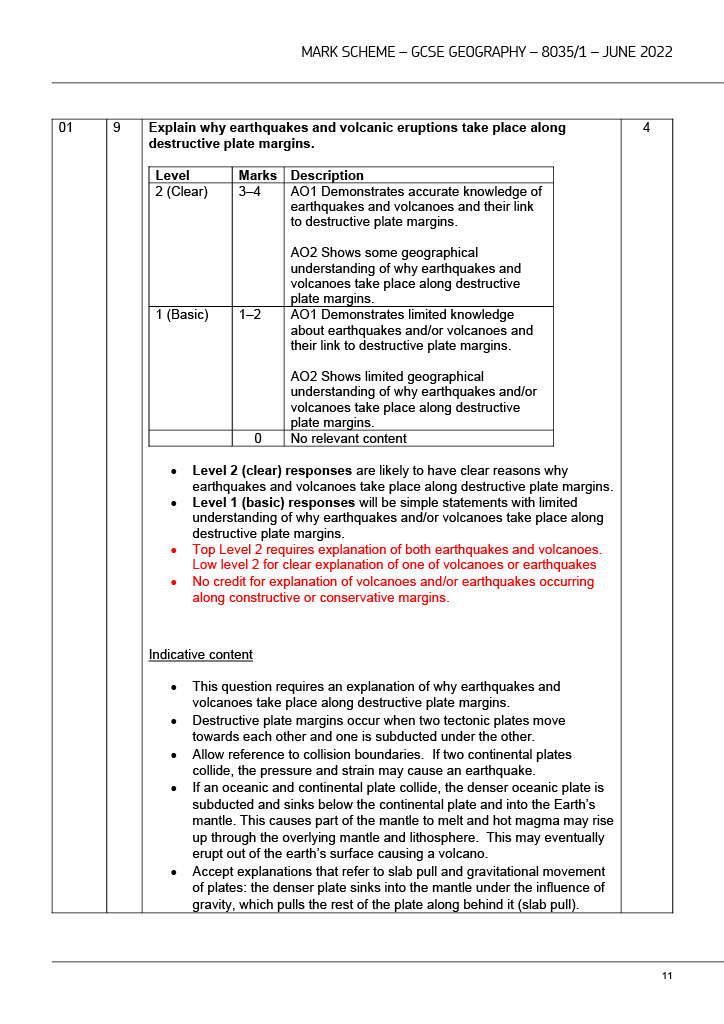 MARK SCHEME – GCSE GEOGRAPHY – 8035/1 – JUNE 2022
01 9 Explain why earthquakes and volcanic eruptions take place along 4
destructive plate margins.
Level Marks Description
2 (Clear) 3–4 AO1 Demonstrates accurate knowledge of
earthquakes and volcanoes and their link
to destructive plate margins.
AO2 Shows some geographical
understanding of why earthquakes and
volcanoes take place along destructive
plate margins.
1 (Basic) 1–2 AO1 Demonstrates limited knowledge
about earthquakes and/or volcanoes and
their link to destructive plate margins.
AO2 Shows limited geographical
understanding of why earthquakes and/or
volcanoes take place along destructive
plate margins.
0 No relevant content
• Level 2 (clear) responses are likely to have clear reasons why
earthquakes and volcanoes take place along destructive plate margins.
• Level 1 (basic) responses will be simple statements with limited
understanding of why earthquakes and/or volcanoes take place along
destructive plate margins.
• Top Level 2 requires explanation of both earthquakes and volcanoes.
Low level 2 for clear explanation of one of volcanoes or earthquakes
• No credit for explanation of volcanoes and/or earthquakes occurring
along constructive or conservative margins.
Indicative content
• This question requires an explanation of why earthquakes and
volcanoes take place along destructive plate margins.
• Destructive plate margins occur when two tectonic plates move
towards each other and one is subducted under the other.
• Allow reference to collision boundaries.  If two continental plates
collide, the pressure and strain may cause an earthquake.
• If an oceanic and continental plate collide, the denser oceanic plate is
subducted and sinks below the continental plate and into the Earth's
mantle. This causes part of the mantle to melt and hot magma may rise
up through the overlying mantle and lithosphere.  This may eventually
erupt out of the earth's surface causing a volcano.
• Accept explanations that refer to slab pull and gravitational movement
of plates: the denser plate sinks into the mantle under the influence of
gravity, which pulls the rest of the plate along behind it (slab pull).
11